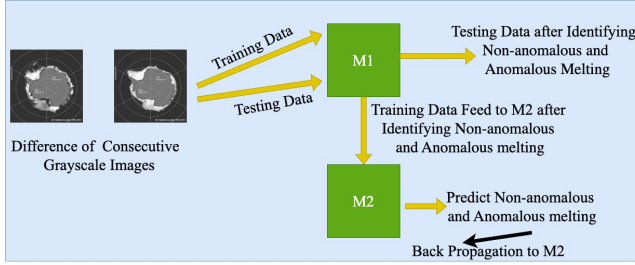 Training Data
Testing Data
M1
Testing Data after Identifying
Non-anomalous and
Anomalous Melting
Difference of Consecutive
Grayscale Images
Training Data Feed to M2 after
Identifying Non-anomalous
and Anomalous melting
M2
Predict Non-anomalous
and Anomalous melting
Back Propagation to M2